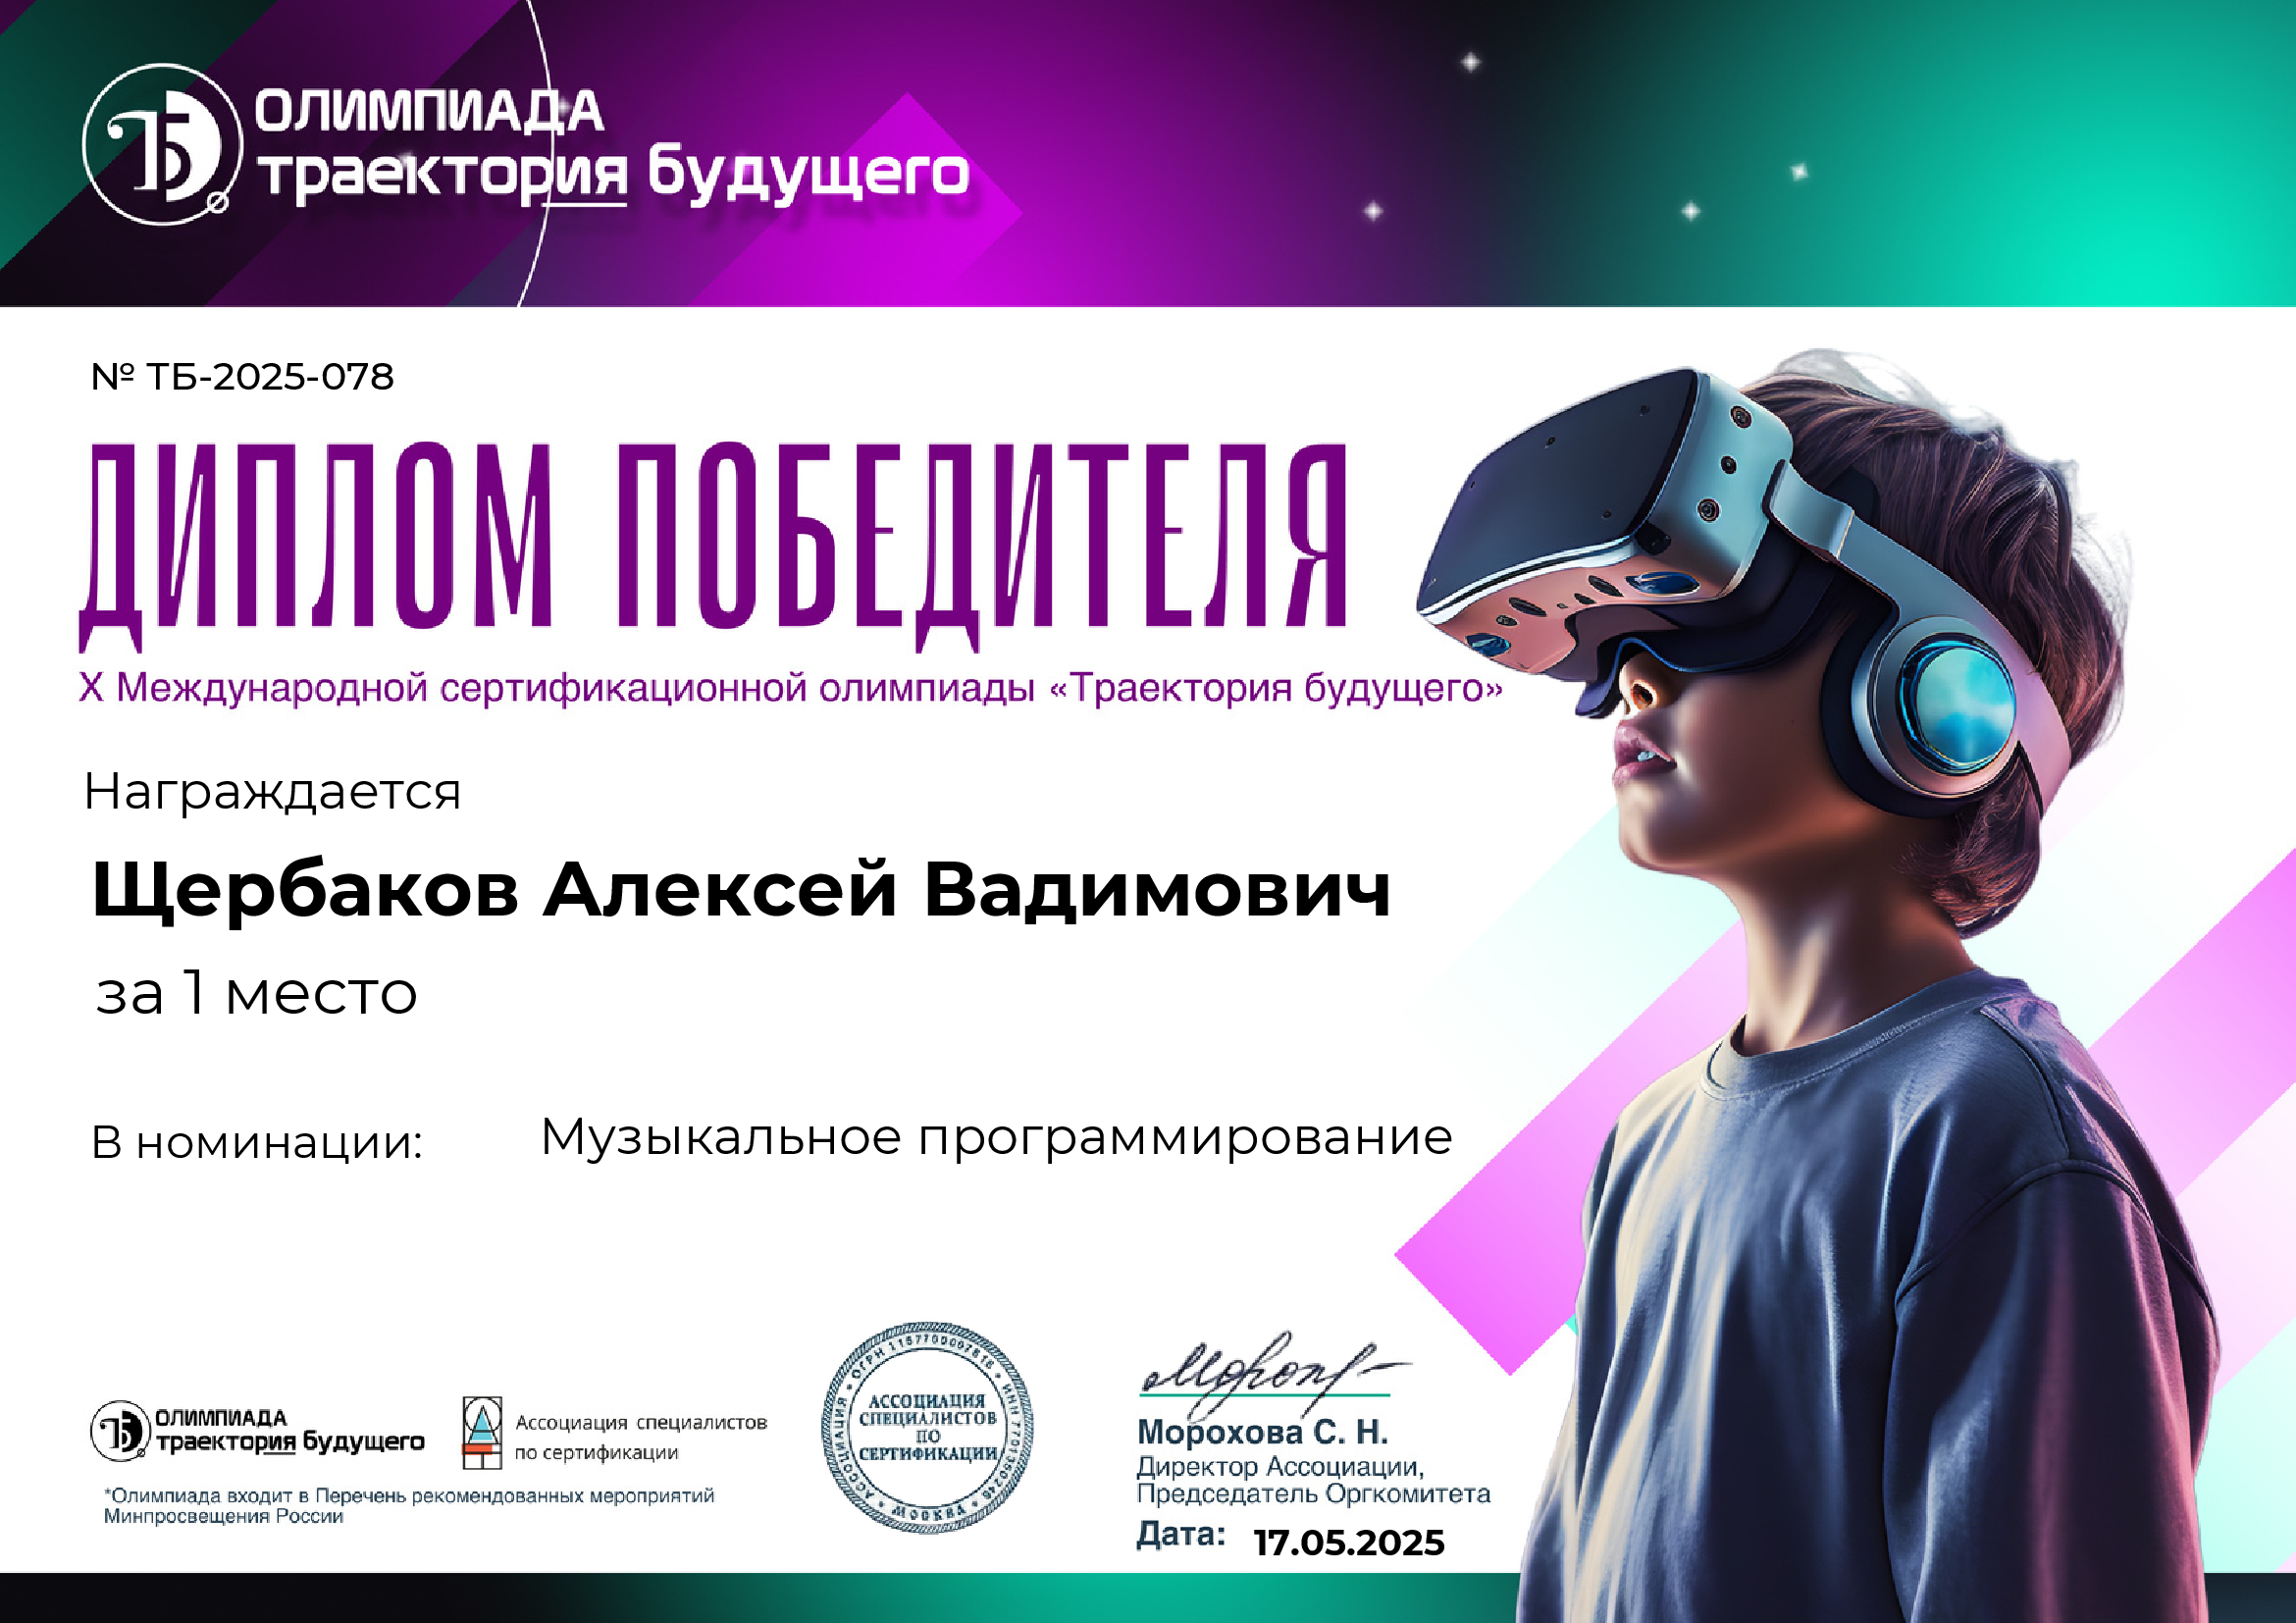 ОЛИМПИАДА
траектория будущего
№ ТБ-2025-078
ДИПЛОМ ПОБЕДИТЕЛЯ
X Международной сертификационной олимпиады «Траектория будущего»
Награждается
Щербаков Алексей Вадимович
за 1 место
В номинации: Музыкальное программирование
ОЛИМПИАДА
траектория будущего
Ассоциация специалистов
по сертификации
*Олимпиада входит в Перечень рекомендованных мероприятий
Минпросвещения России
АССОЦИАЦИЯ
СПЕЦИАЛИСТОВ
ПО
СЕРТИФИКАЦИИ
АССОЦИАЦИЯ
МОСКВА
Морохова С. Н.
Директор Ассоциации,
Председатель Оргкомитета
Дата: 17.05.2025